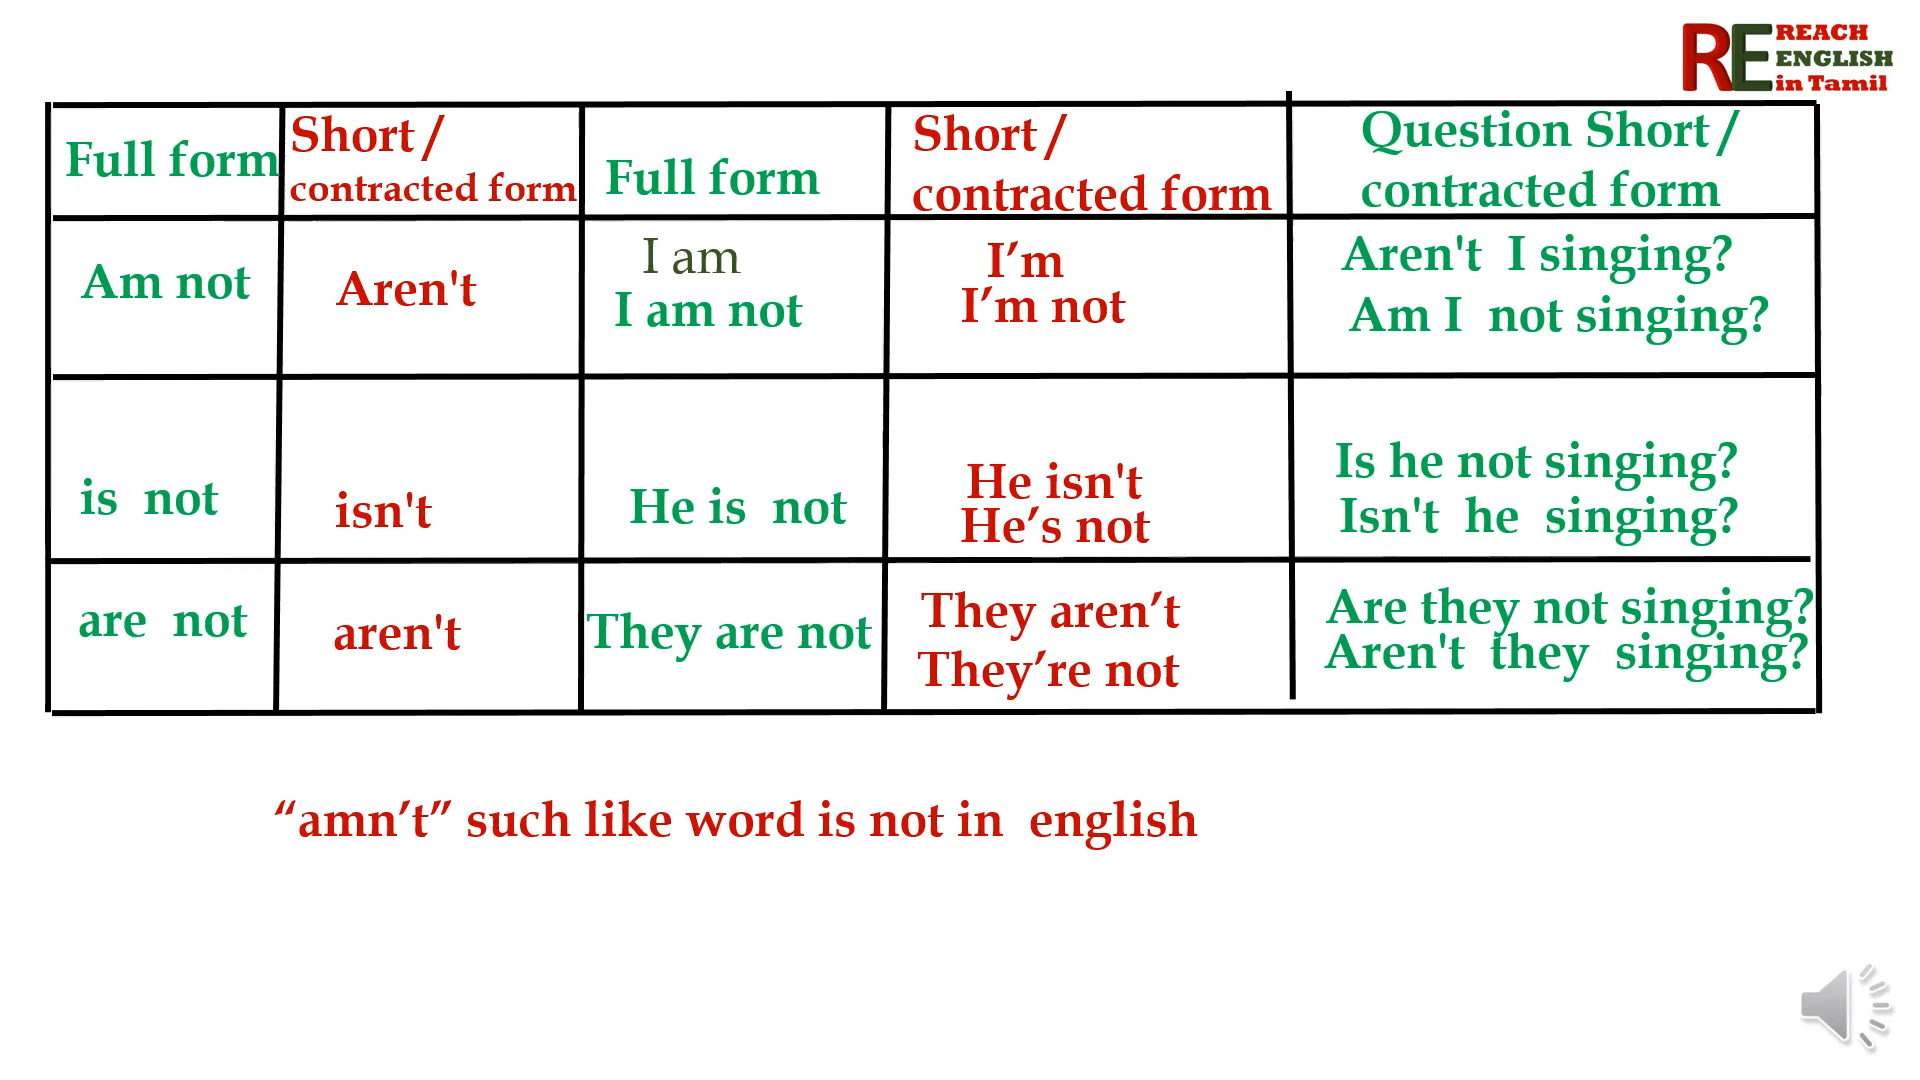 RE REACH
ENGLISH
in Tamil
Full form
Short/
contracted form
Full form
Short/
contracted form
Question Short/
contracted form
Am not
Aren't
I am
I am not
I’m
I’m not
Aren't I singing?
Am I not singing?
is not
isn't
He is not
He isn't
He’s not
Is he not singing?
Isn't he singing?
are not
aren't
They are not
They aren’t
They’re not
Are they not singing?
Aren't they singing?
“amn’t” such like word is not in english